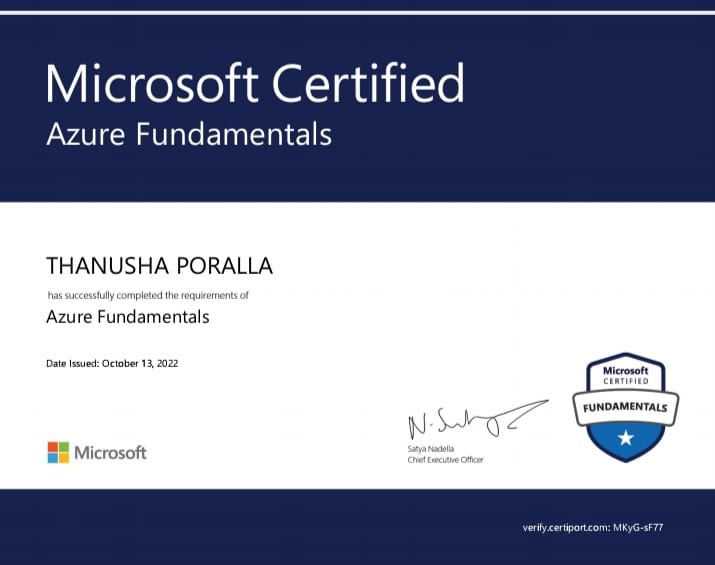 Microsoft Certified
Azure Fundamentals
THANUSHA PORALLA
has successfully completed the requirements of
Azure Fundamentals
Date Issued: October 13, 2022
Microsoft
CERTIFIED
FUNDAMENTALS
N. Satya
Satya Nadella
Chief Executive Officer
Microsoft
verify.certiport.com: MKyG-sF77